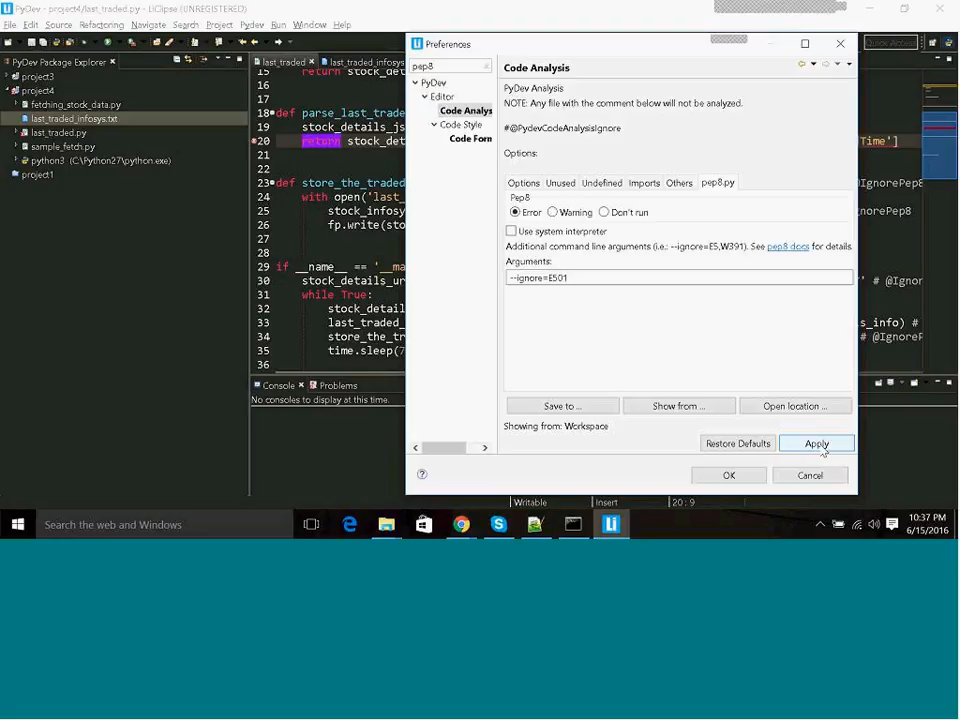 PyDev - project4/last_traded.py - LiClipse (UNREGISTERED)
File Edit Source Refactoring Navigate Search Project Pydev Run Window Help
Quick Access
PyDev Package Explorer
project3
project4
fetching_stock_data.py
last_traded_infosys.txt
last_traded.py
sample_fetch.py
python3 (C:\Python27\python.exe)
project1
last_traded last_traded_infosys
15 return stock_det
16
17
18 def parse_last_trade
19 stock_details_js
20 return stock_det Time']
21
22
23 def store_the_traded @IgnorePep8
24 with open('last_
25 stock_infosy norePep8
26 fp.write(sto
27
28
29 if __name__ == '__ma
30 stock_details_ur " # @Ignor
31 while True:
32 stock_detail
33 last_traded_ s_info) #
34 store_the_tr # @IgnoreP
35 time.sleep(7
36
Console Problems
No consoles to display at this time.
Writable Insert 20 : 9
Preferences
pep8
PyDev
Editor
Code Analys
Code Style
Code Form
Code Analysis
PyDev Analysis
NOTE: Any file with the comment below will not be analyzed.
#@PydevCodeAnalysisIgnore
Options:
Options Unused Undefined Imports Others pep8.py
Pep8
Error Warning Don't run
Use system interpreter
Additional command line arguments (i.e.: --ignore=E5,W391). See pep8 docs for details.
Arguments:
--ignore=E501
Save to ... Show from ... Open location ...
Showing from: Workspace
Restore Defaults Apply
OK Cancel
Search the web and Windows
10:37 PM
6/15/2016